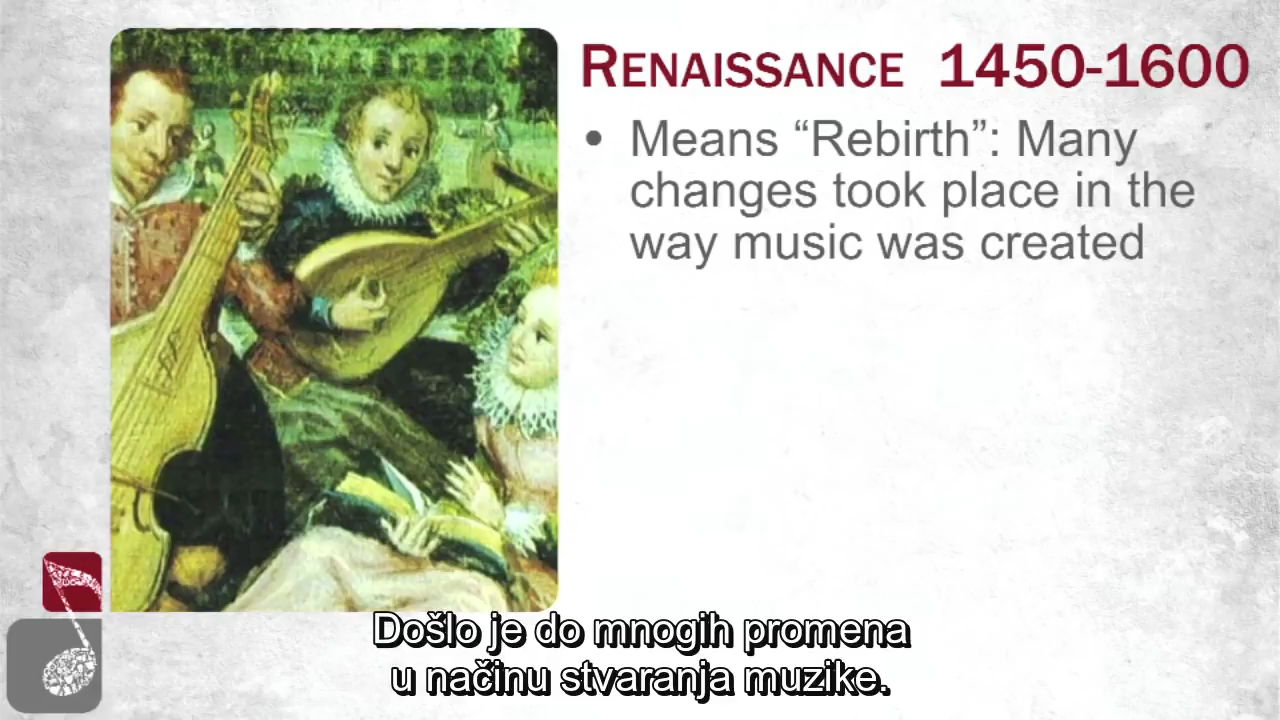 RENAISSANCE 1450-1600
• Means “Rebirth”: Many
changes took place in the
way music was created
Došlo je do mnogih promena
u načinu stvaranja muzike.